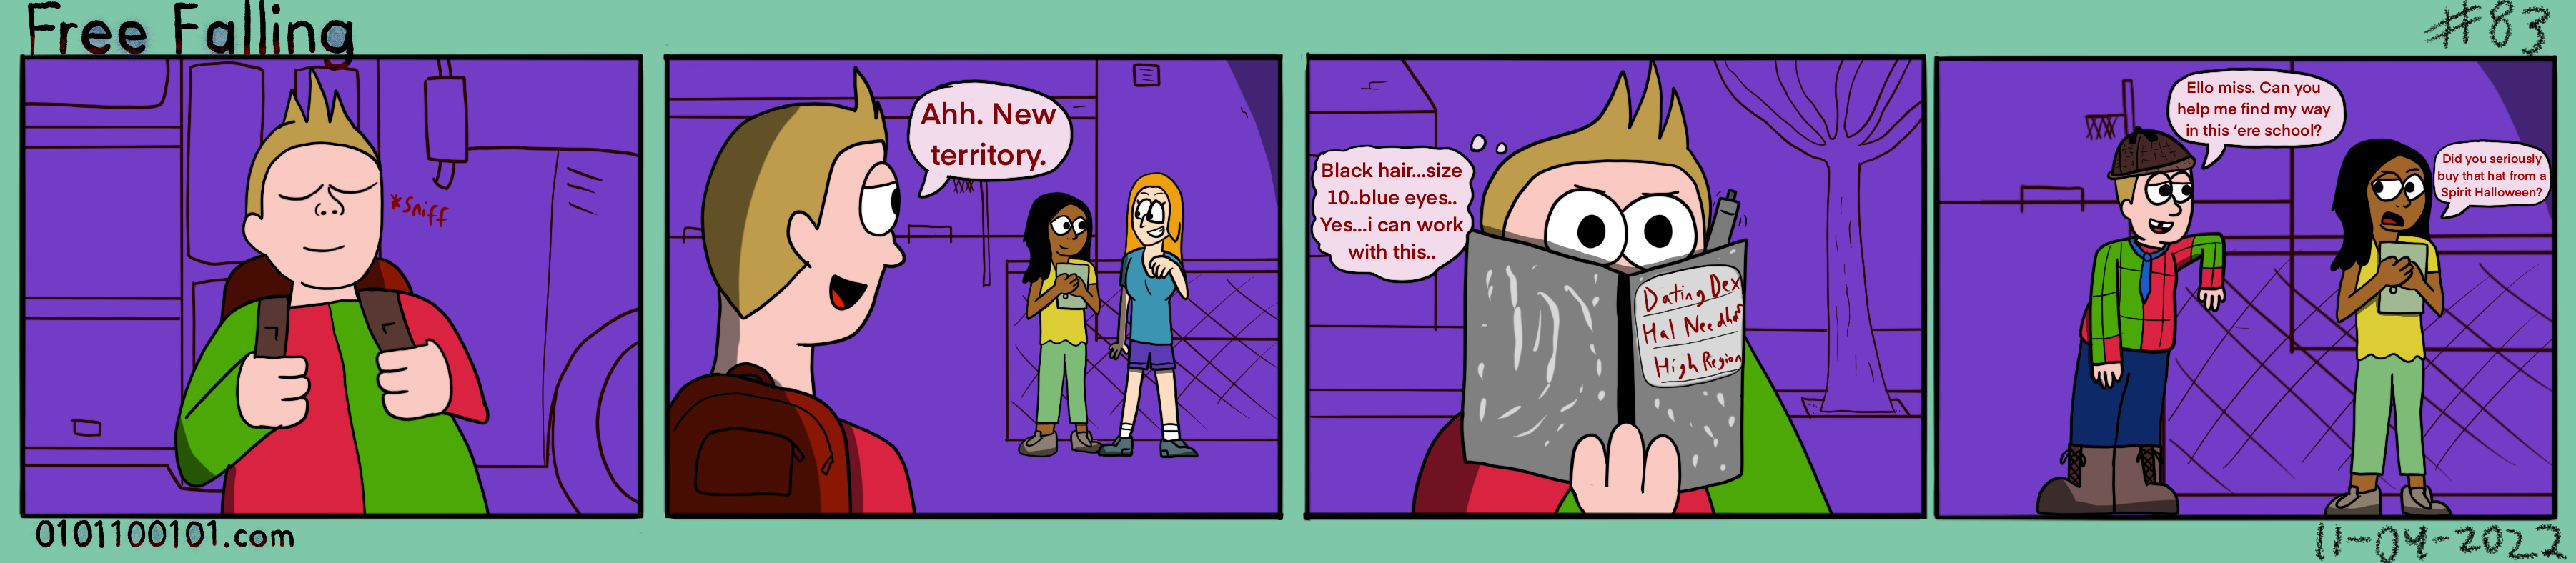 Free Falling
#83
*Sniff
Ahh. New
territory.
Black hair...size
10..blue eyes..
Yes...i can work
with this..
Dating Dex
Hal Needham
High Region
Ello miss. Can you
help me find my way
in this ‘ere school?
Did you seriously
buy that hat from a
Spirit Halloween?
0101100101.com
11-04-2022